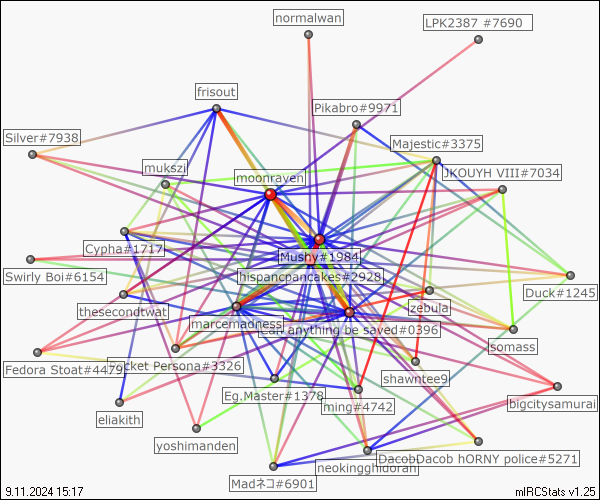 normalwan
LPK2387 #7690
frisout
Pikabro#9971
Silver#7938
Majestic#3375
mukszi
JKOUYH VIII#7034
moonraven
Cypha#1717
Mushy#1984
Swirly Boi#6154
hispanopancakes#2928
Duck#1245
thesecondtwat
zebula
marcemadness
Can anything be saved#0396
somass
Fedora Stoat#4479
Pocket Persona#3326
shawntee9
Eg.Master#1378
ming#4742
bigcitysamurai
eliakith
yoshimanden
DacobDacob hORNY police#5271
neokingghidorah
Madネコ#6901
9.11.2024 15:17
mIRCStats v1.25